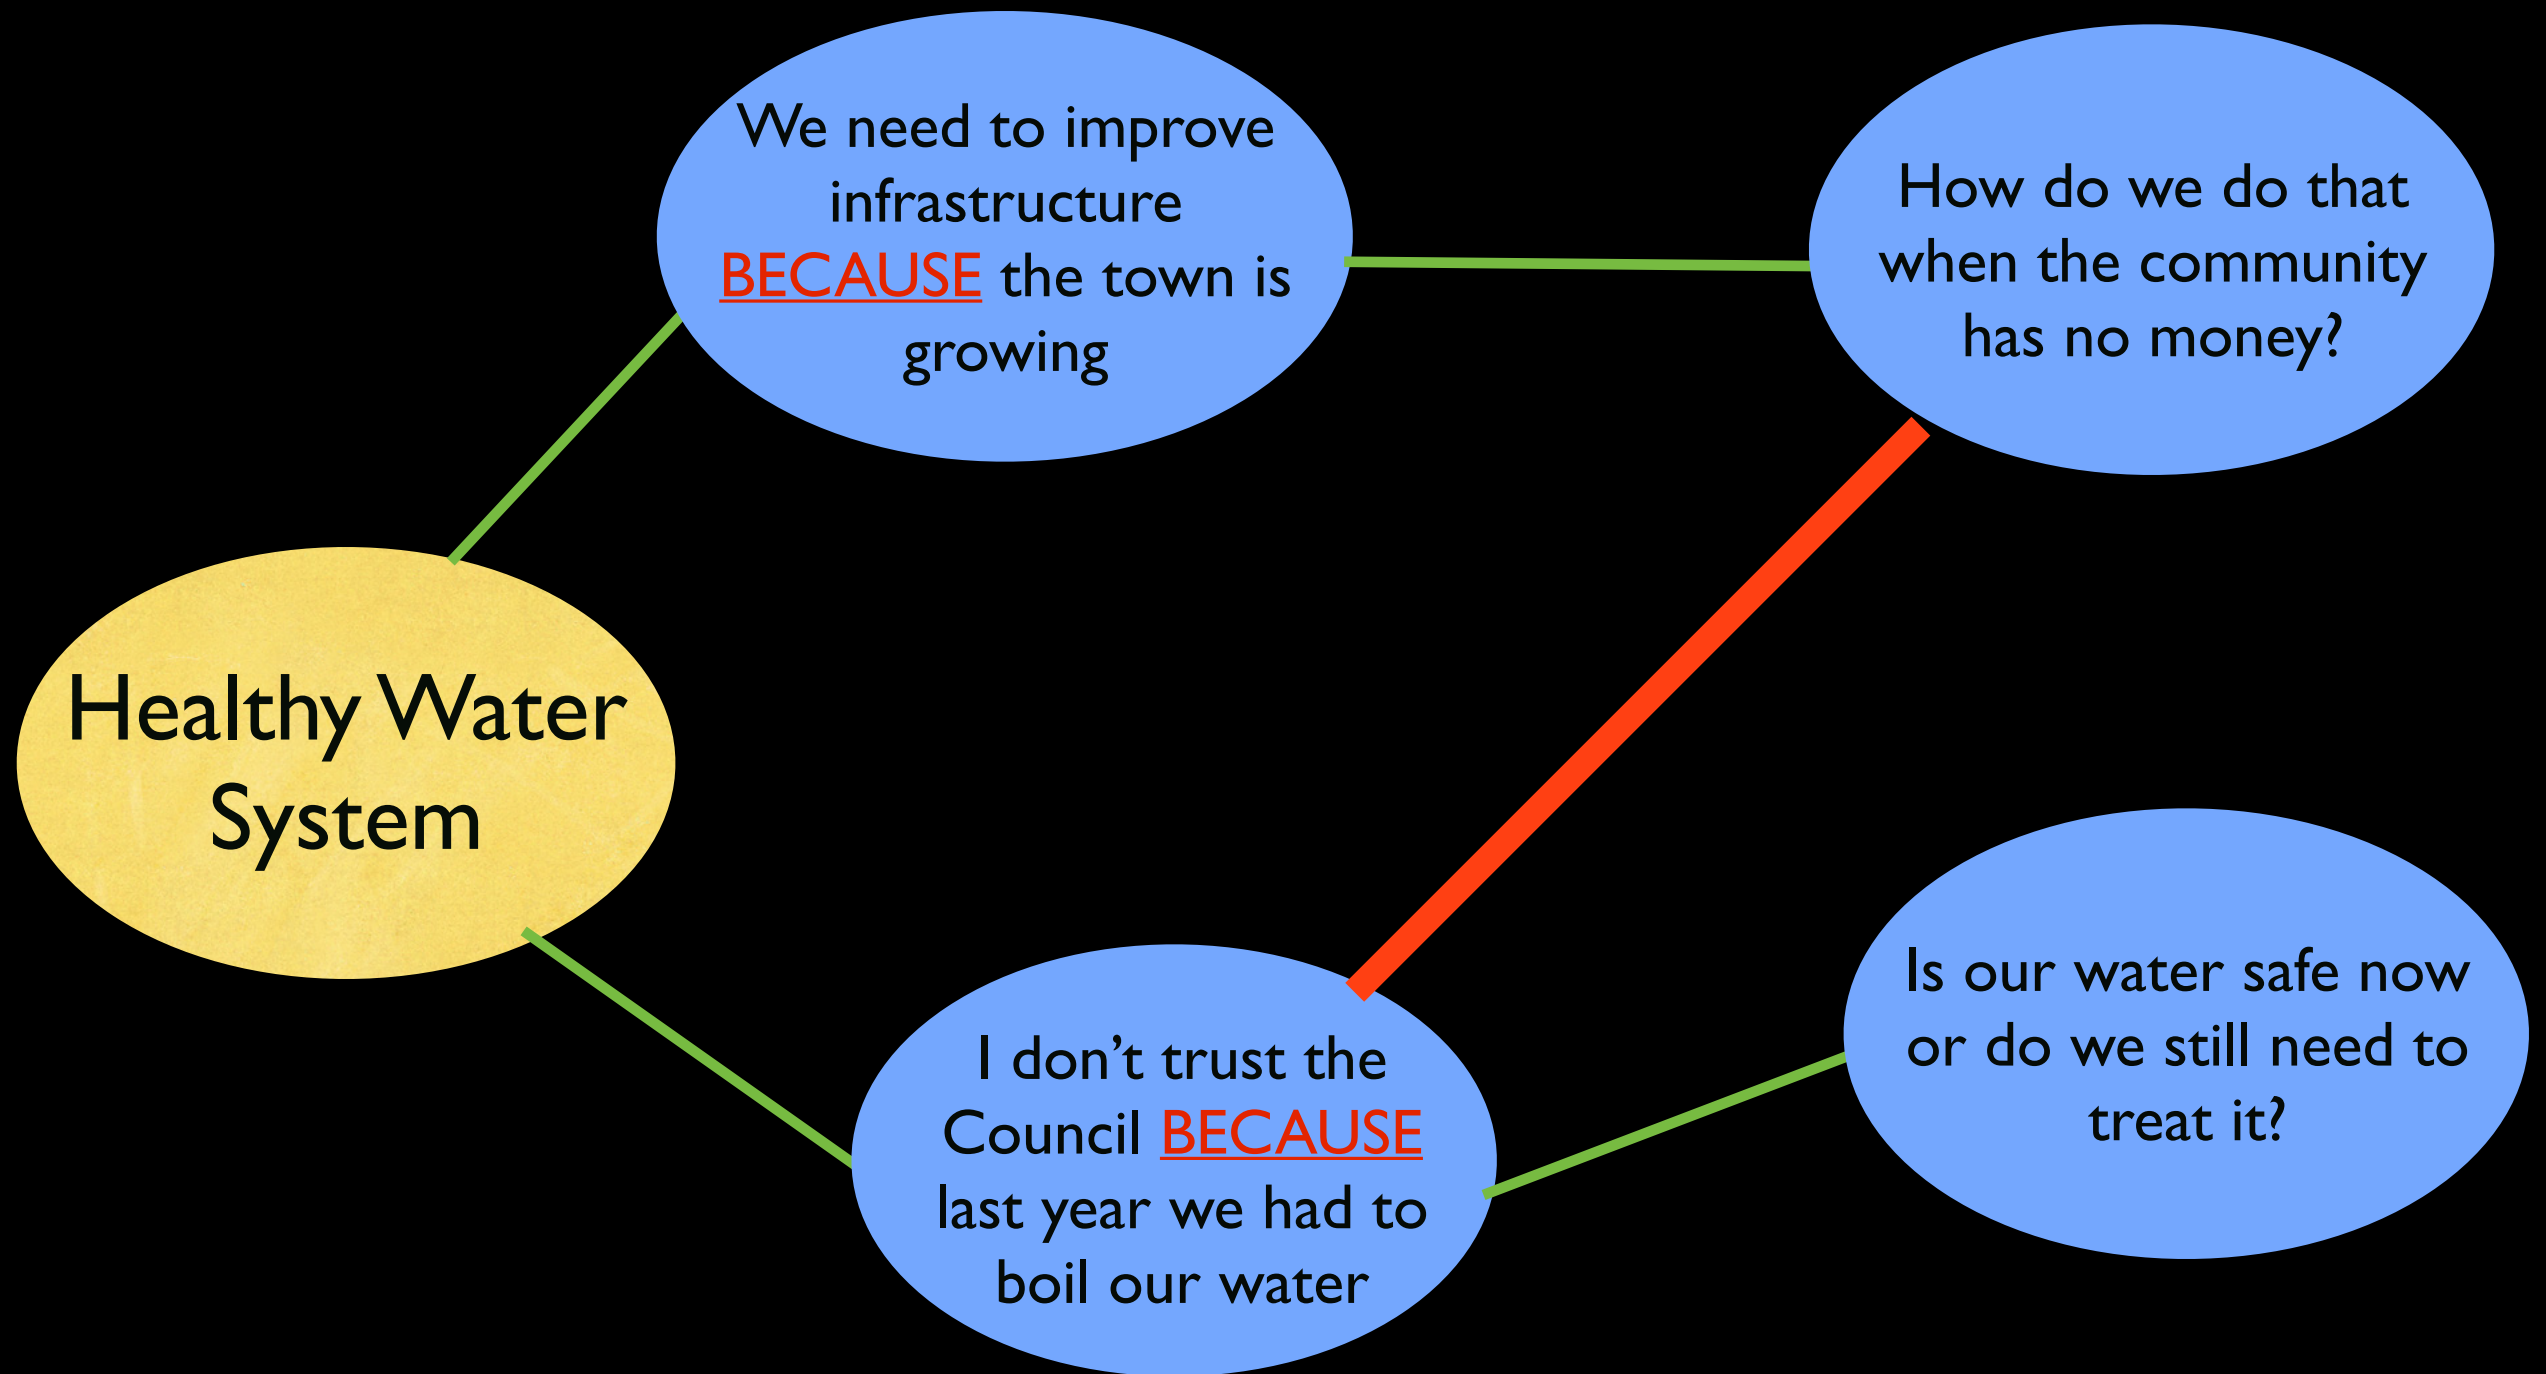 We need to improve
infrastructure
BECAUSE the town is
growing
How do we do that
when the community
has no money?
Healthy Water
System
I don’t trust the
Council BECAUSE
last year we had to
boil our water
Is our water safe now
or do we still need to
treat it?